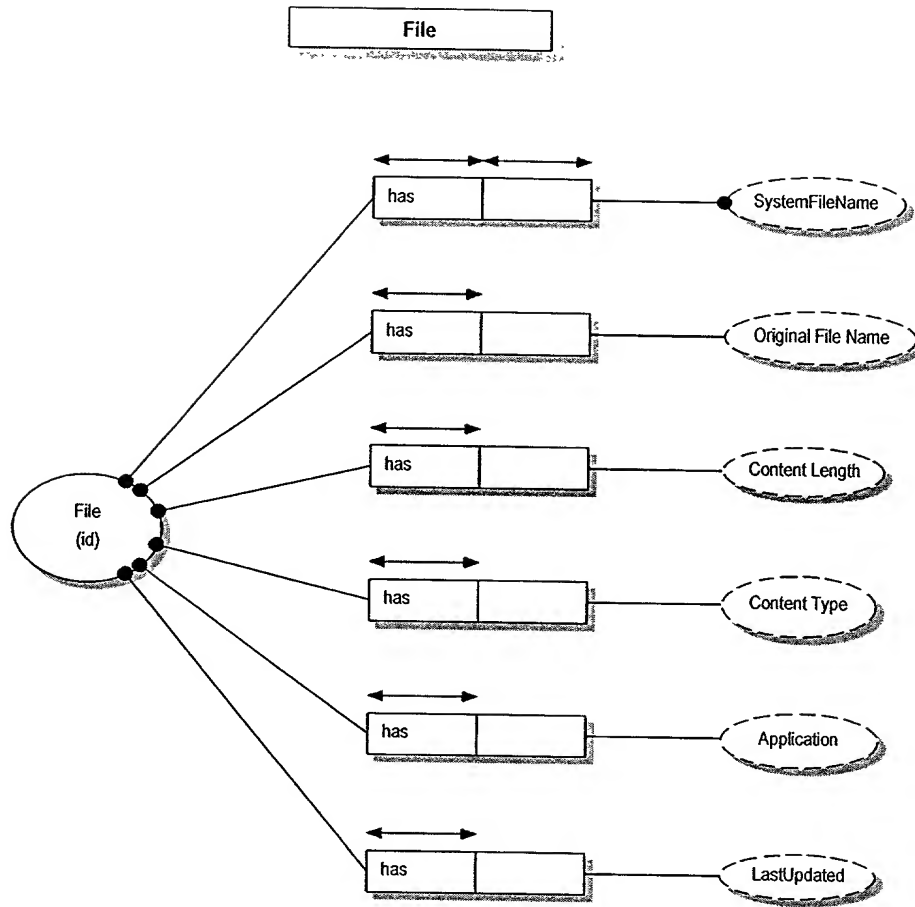 File
has
SystemFileName
has
Original File Name
has
Content Length
File
(id)
has
Content Type
has
Application
has
LastUpdated